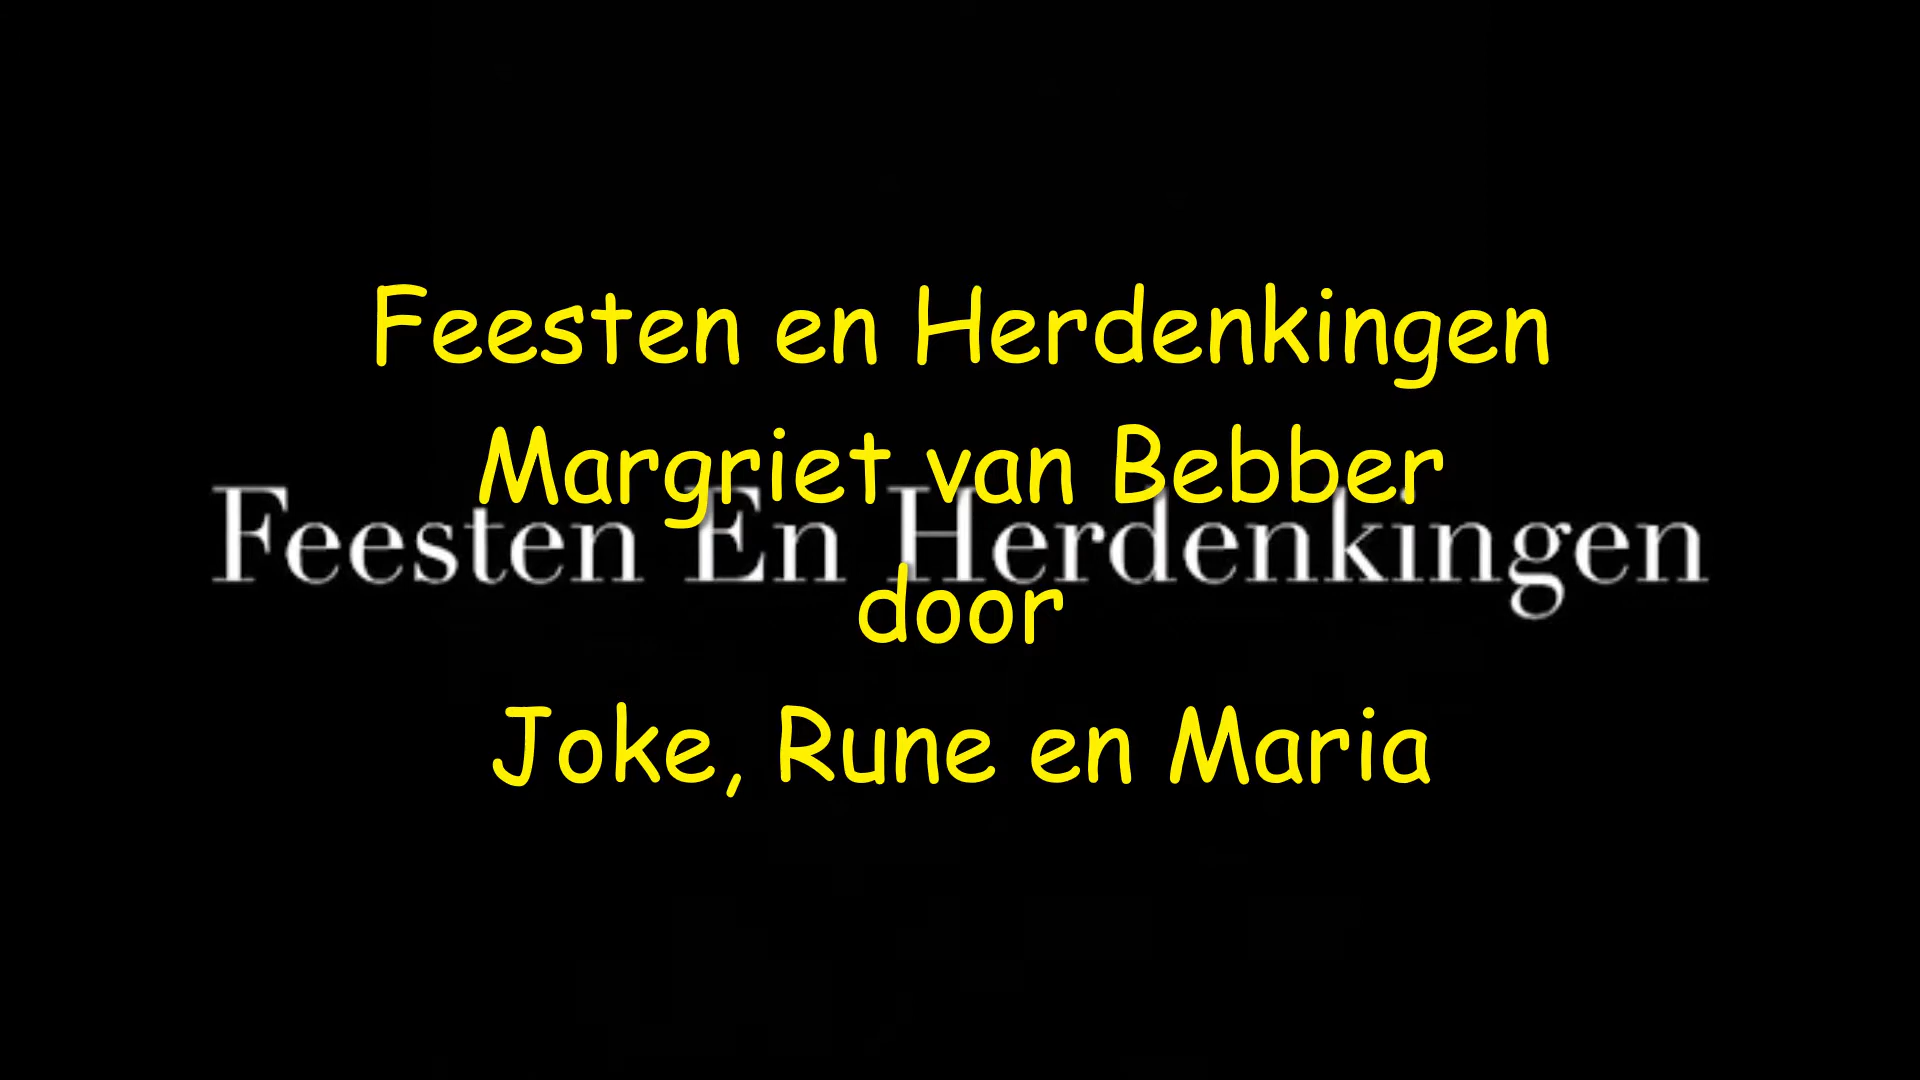 Feesten en Herdenkingen
Margriet van Bebber
Feesten En Herdenkingen
door
Joke, Rune en Maria